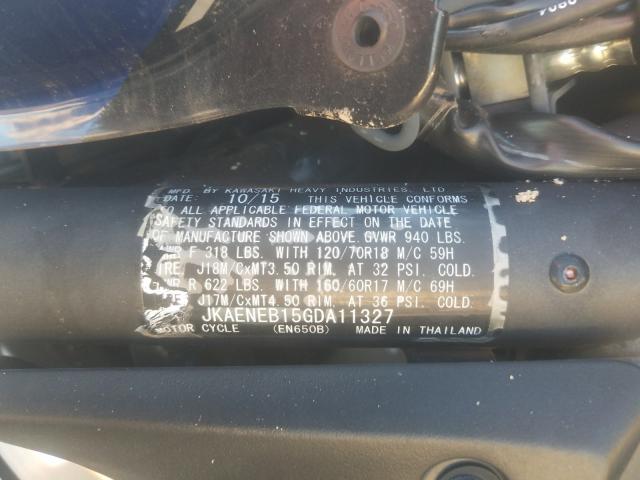 MFD. BY KAWASAKI HEAVY INDUSTRIES, LTD
DATE: 10/15 THIS VEHICLE CONFORMS
TO ALL APPLICABLE FEDERAL MOTOR VEHICLE
SAFETY STANDARDS IN EFFECT ON THE DATE
OF MANUFACTURE SHOWN ABOVE. GVWR 940 LBS.
F 318 LBS. WITH 120/70R18 M/C 59H
TIRE, J18M/CxMT3.50 RIM, AT 32 PSI. COLD.
R 622 LBS. WITH 160/60R17 M/C 69H
J17M/CxMT4.50 RIM, AT 36 PSI. COLD.
JKAENEB15GDA11327
MOTOR CYCLE (EN650B) MADE IN THAILAND